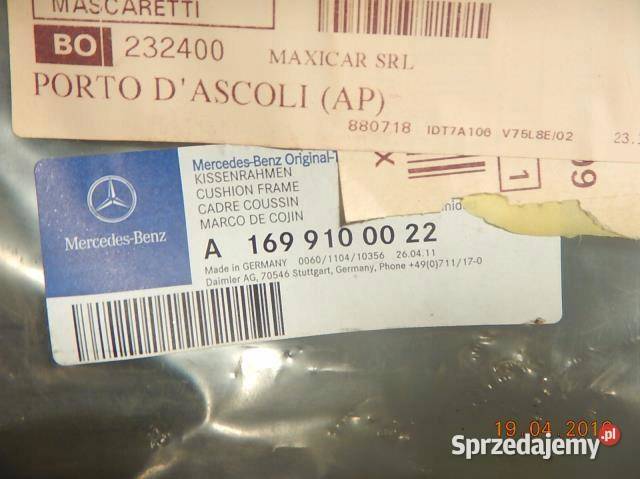 MASCARETTI
BO 232400 MAXICAR SRL
PORTO D'ASCOLI (AP)
880718 IDT7A106 V75L8E/02 23.
X
1
Mercedes-Benz
Mercedes-Benz Original-
KISSENRAHMEN
CUSHION FRAME
CADRE COUSSIN
MARCO DE COJIN
A 169 910 00 22
Made in GERMANY 0060/1104/10356 26.04.11
Daimler AG, 70546 Stuttgart, Germany, Phone +49(0)711/17-0
19.04.2016
Sprzedajemy.pl